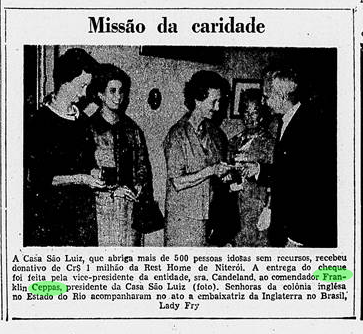 Missão da caridade
A Casa São Luiz, que abriga mais de 500 pessoas idosas sem recursos, recebeu
donativo de Cr$ 1 milhão da Rest Home de Niterói. A entrega do cheque
foi feita pela vice-presidente da entidade, sra. Candeland, ao comendador Fran-
klin Ceppas, presidente da Casa São Luiz (foto). Senhoras da colônia inglêsa
no Estado do Rio acompanharam no ato a embaixatriz da Inglaterra no Brasil,
Lady Fry